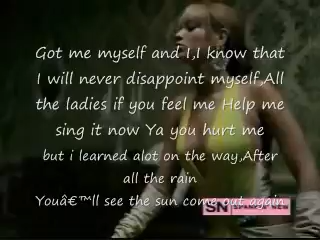 Got me myself and I,I know that
I will never disappoint myself,All
the ladies if you feel me Help me
sing it now Ya you hurt me
but i learned alot on the way,After
all the rain
Youâ€™ll see the sun come out again
SN